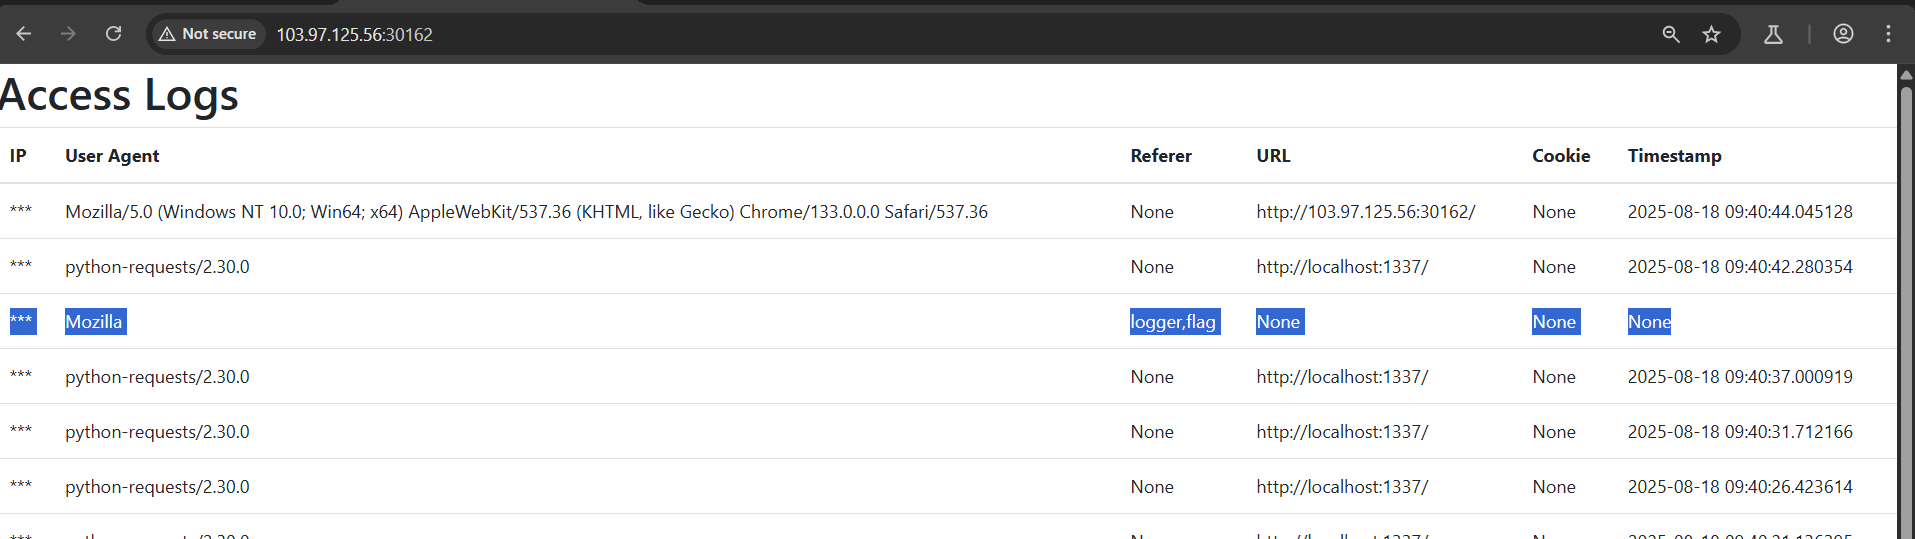 Not secure 103.97.125.56:30162
Access Logs
IP User Agent Referer URL Cookie Timestamp
*** Mozilla/5.0 (Windows NT 10.0; Win64; x64) AppleWebKit/537.36 (KHTML, like Gecko) Chrome/133.0.0.0 Safari/537.36 None http://103.97.125.56:30162/ None 2025-08-18 09:40:44.045128
*** python-requests/2.30.0 None http://localhost:1337/ None 2025-08-18 09:40:42.280354
*** Mozilla logger,flag None None None
*** python-requests/2.30.0 None http://localhost:1337/ None 2025-08-18 09:40:37.000919
*** python-requests/2.30.0 None http://localhost:1337/ None 2025-08-18 09:40:31.712166
*** python-requests/2.30.0 None http://localhost:1337/ None 2025-08-18 09:40:26.423614